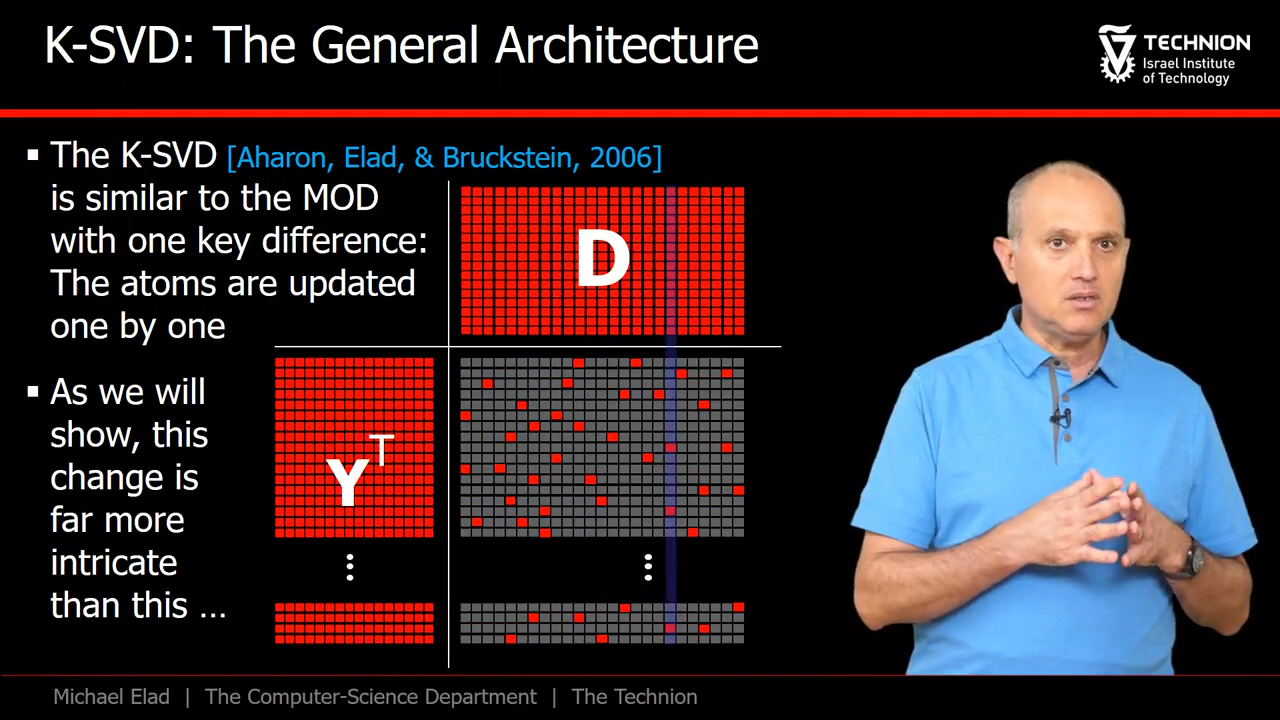 K-SVD: The General Architecture
TECHNION
Israel Institute
of Technology
▪ The K-SVD [Aharon, Elad, & Bruckstein, 2006]
is similar to the MOD
with one key difference:
The atoms are updated
one by one
▪ As we will
show, this
change is
far more
intricate
than this …
D
Y^T
⋮
⋮
Michael Elad | The Computer-Science Department | The Technion